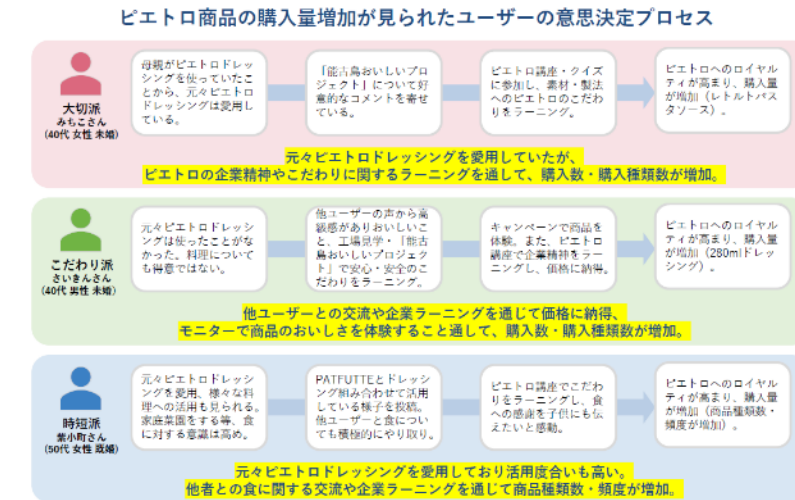 ピエトロ商品の購入量増加が見られたユーザーの意思決定プロセス
大切派
みちこさん
(40代 女性 未婚)
母親がピエトロドレッ
シングを使っていたこ
とから、元々ピエトロ
ドレッシングは愛用し
ている。
「能古島おいしいプロ
ジェクト」について好
意的なコメントを寄せ
ている。
ピエトロ講座・クイズ
に参加し、素材・製法
へのピエトロのこだわ
りをラーニング。
ピエトロへのロイヤル
ティが高まり、購入量
が増加（レトルトパス
タソース）。
元々ピエトロドレッシングを愛用していたが、
ピエトロの企業精神やこだわりに関するラーニングを通して、購入数・購入種類数が増加。
こだわり派
さいきんさん
(40代 男性 未婚)
元々ピエトロドレッシ
ングは使ったことがな
かった。料理について
も得意ではない。
他ユーザーの声から高
級感がありおいしいこ
と、工場見学・「能古
島おいしいプロジェク
ト」で安心・安全のこ
だわりをラーニング。
キャンペーンで商品を
体験。また、ピエトロ
講座で企業精神をラー
ニングし、価格に納得。
ピエトロへのロイヤル
ティが高まり、購入量
が増加（280mlドレッ
シング）。
他ユーザーとの交流や企業ラーニングを通じて価格に納得、
モニターで商品のおいしさを体験すること通して、購入数・購入種類数が増加。
時短派
紫小町さん
(50代 女性 既婚)
元々ピエトロドレッシ
ングを愛用、様々な料
理への活用も見られる。
家庭菜園をする等、食
に対する意識は高め。
PATFUTTEとドレッシ
ング組み合わせて活用
している様子を投稿。
他ユーザーと食につい
ても積極的にやり取り。
ピエトロ講座でこだわ
りをラーニングし、食
への感謝を子供にも伝
えたいと感動。
ピエトロへのロイヤル
ティが高まり、購入量
が増加（商品種類数・
頻度が増加）。
元々ピエトロドレッシングを愛用しており活用度合いも高い。
他者との食に関する交流や企業ラーニングを通じて商品種類数・頻度が増加。